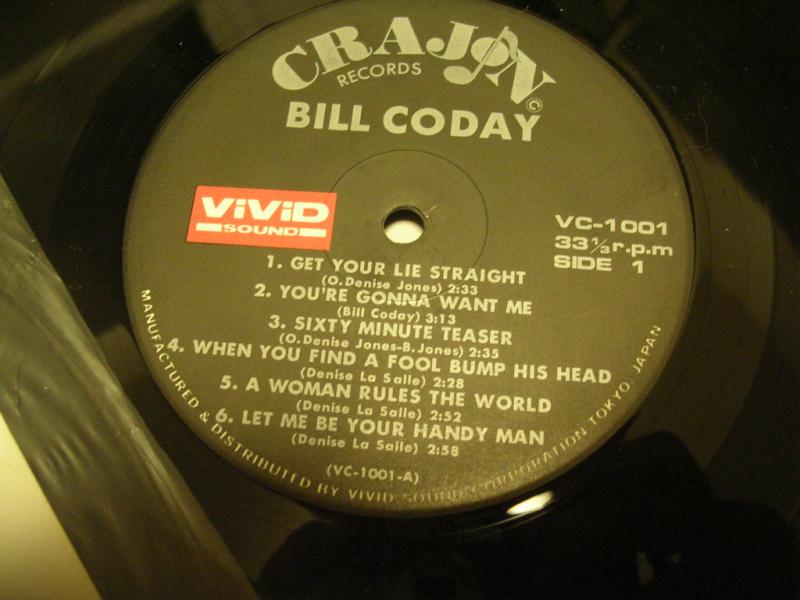 CRAJON
RECORDS
©
BILL CODAY
ViViD
SOUND
VC-1001
33 1/3 r.p.m
SIDE 1
1. GET YOUR LIE STRAIGHT
(O. Denise Jones) 2:33
2. YOU'RE GONNA WANT ME
(Bill Coday) 3:13
3. SIXTY MINUTE TEASER
(O. Denise Jones-B. Jones) 2:35
4. WHEN YOU FIND A FOOL BUMP HIS HEAD
(Denise La Salle) 2:28
5. A WOMAN RULES THE WORLD
(Denise La Salle) 2:52
6. LET ME BE YOUR HANDY MAN
(Denise La Salle) 2:58
(VC-1001-A)
MANUFACTURED & DISTRIBUTED BY VIVID SOUND CORPORATION TOKYO, JAPAN